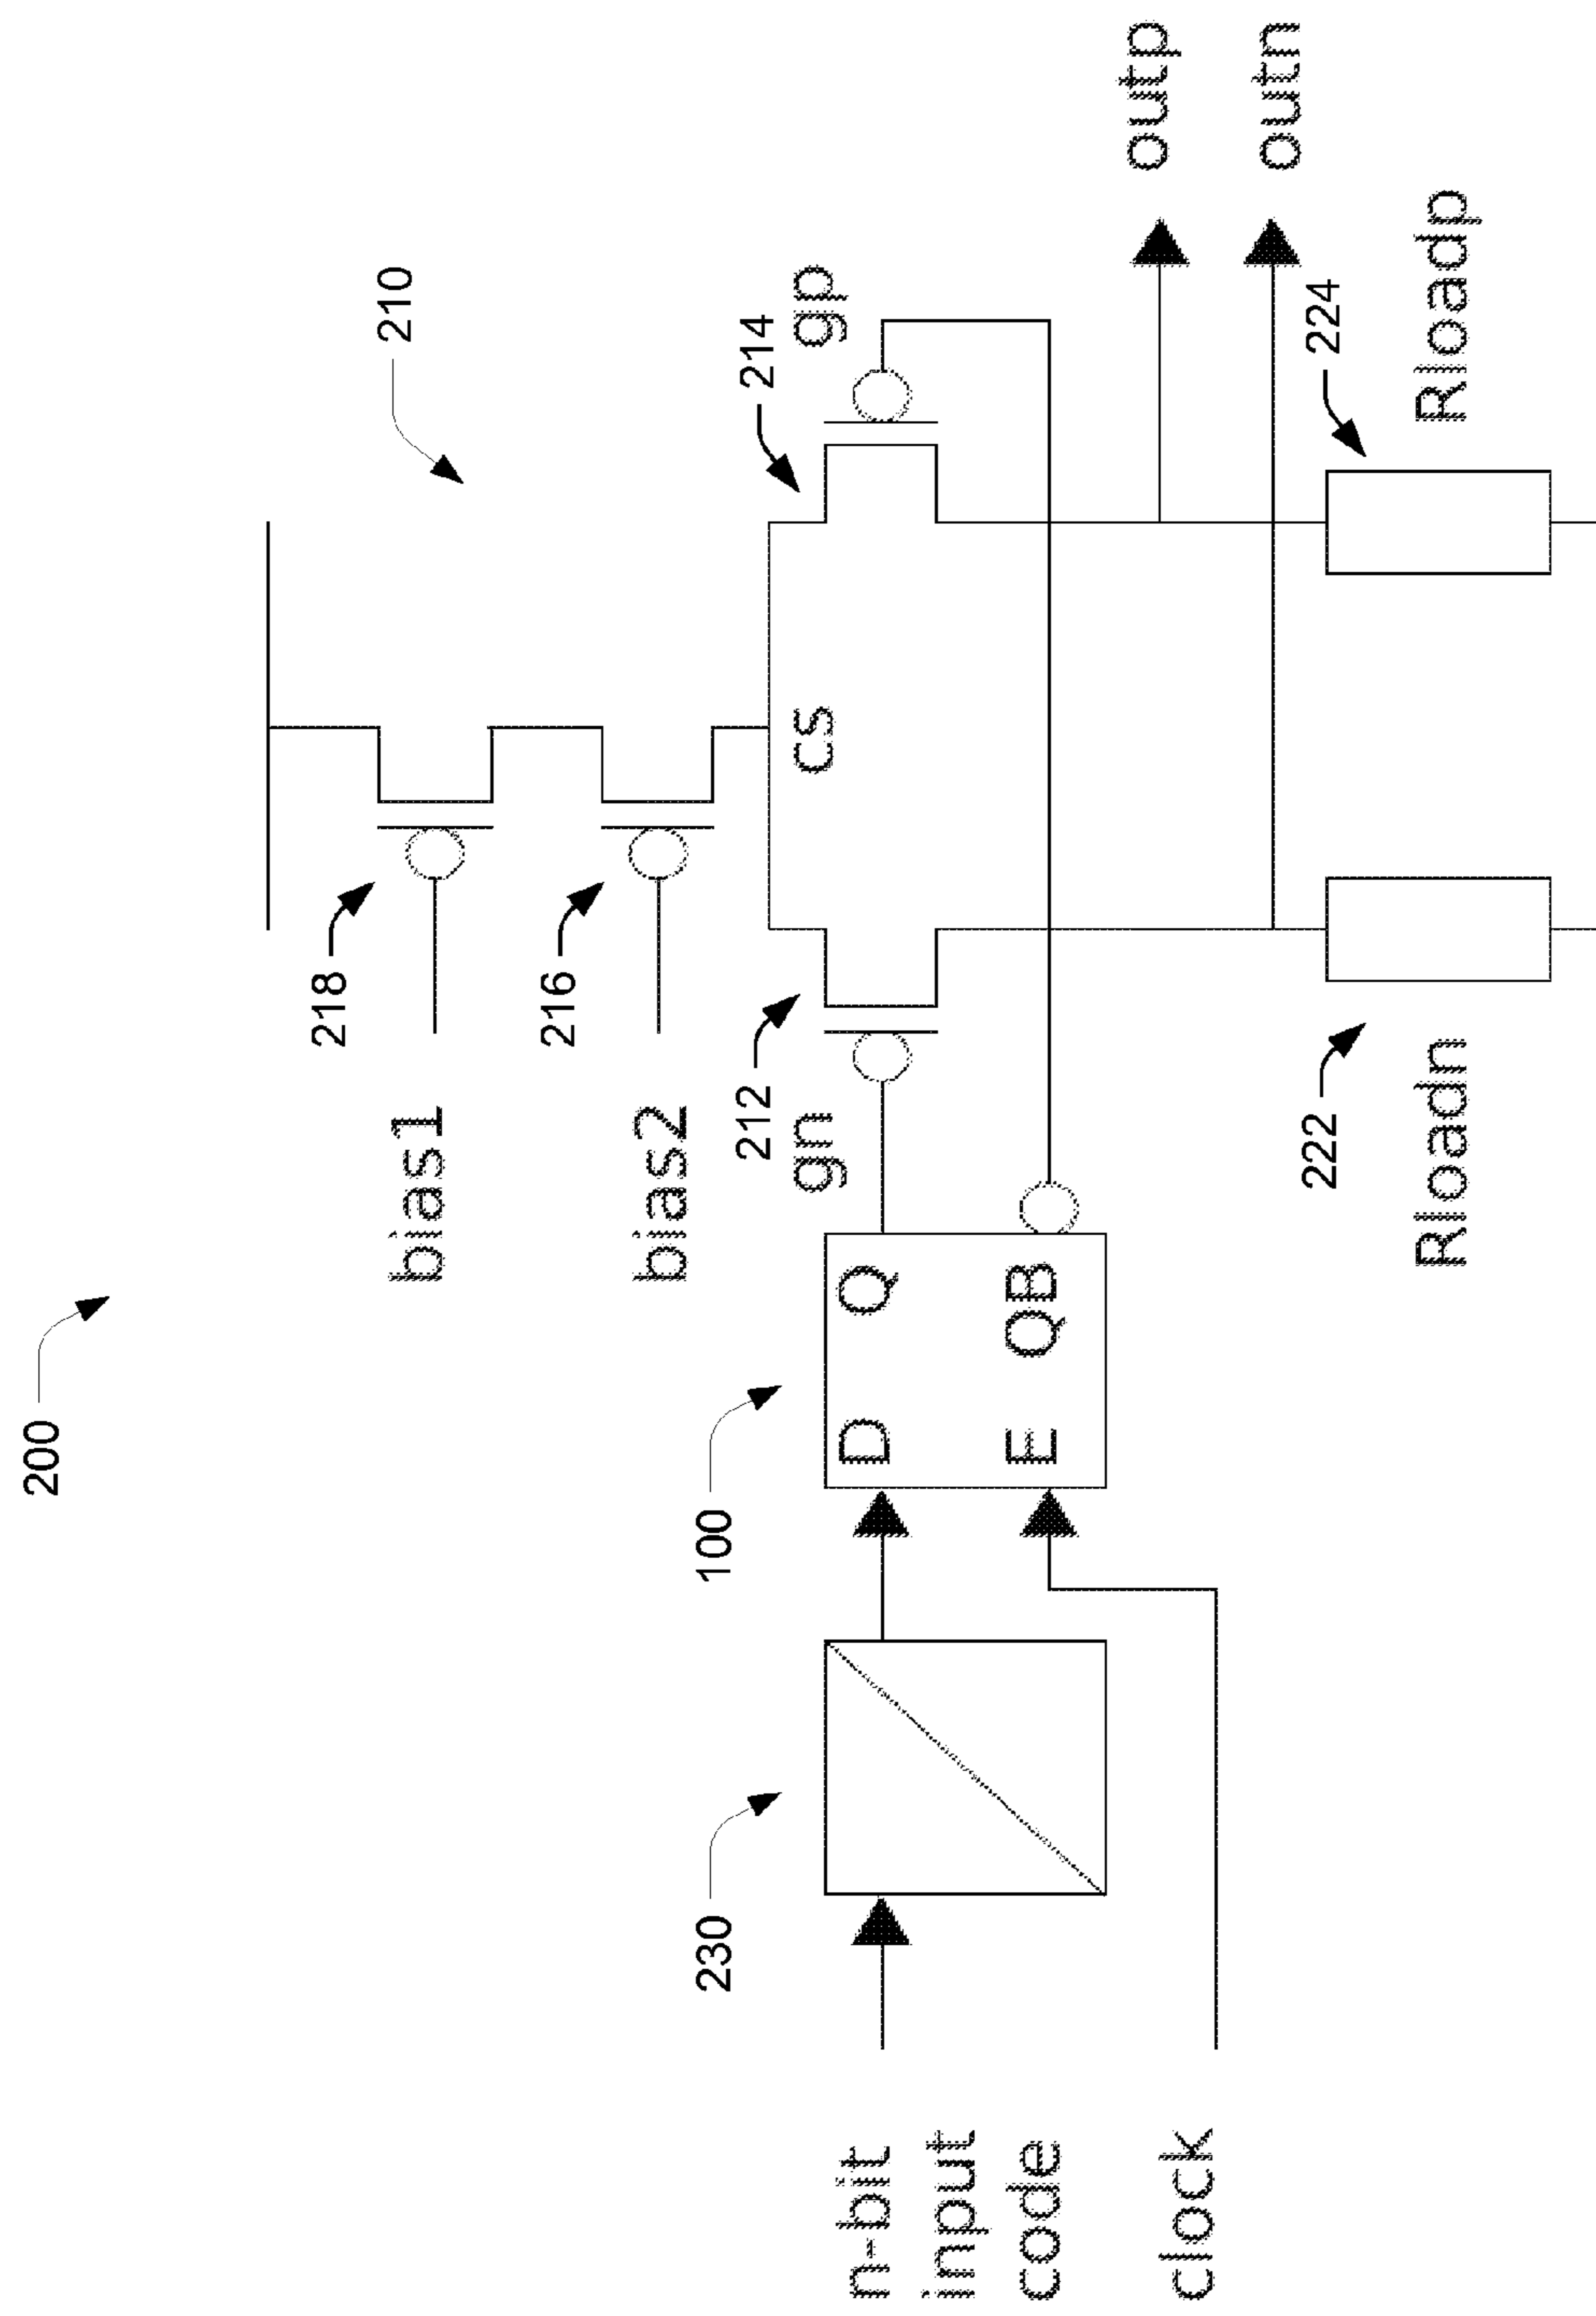 200
210
218
bias1
216
bias2
cs
212
gn
214
gp
100
D
Q
E
QB
230
n-bit
input
code
clock
outp
outn
222
Rloadn
224
Rloadp